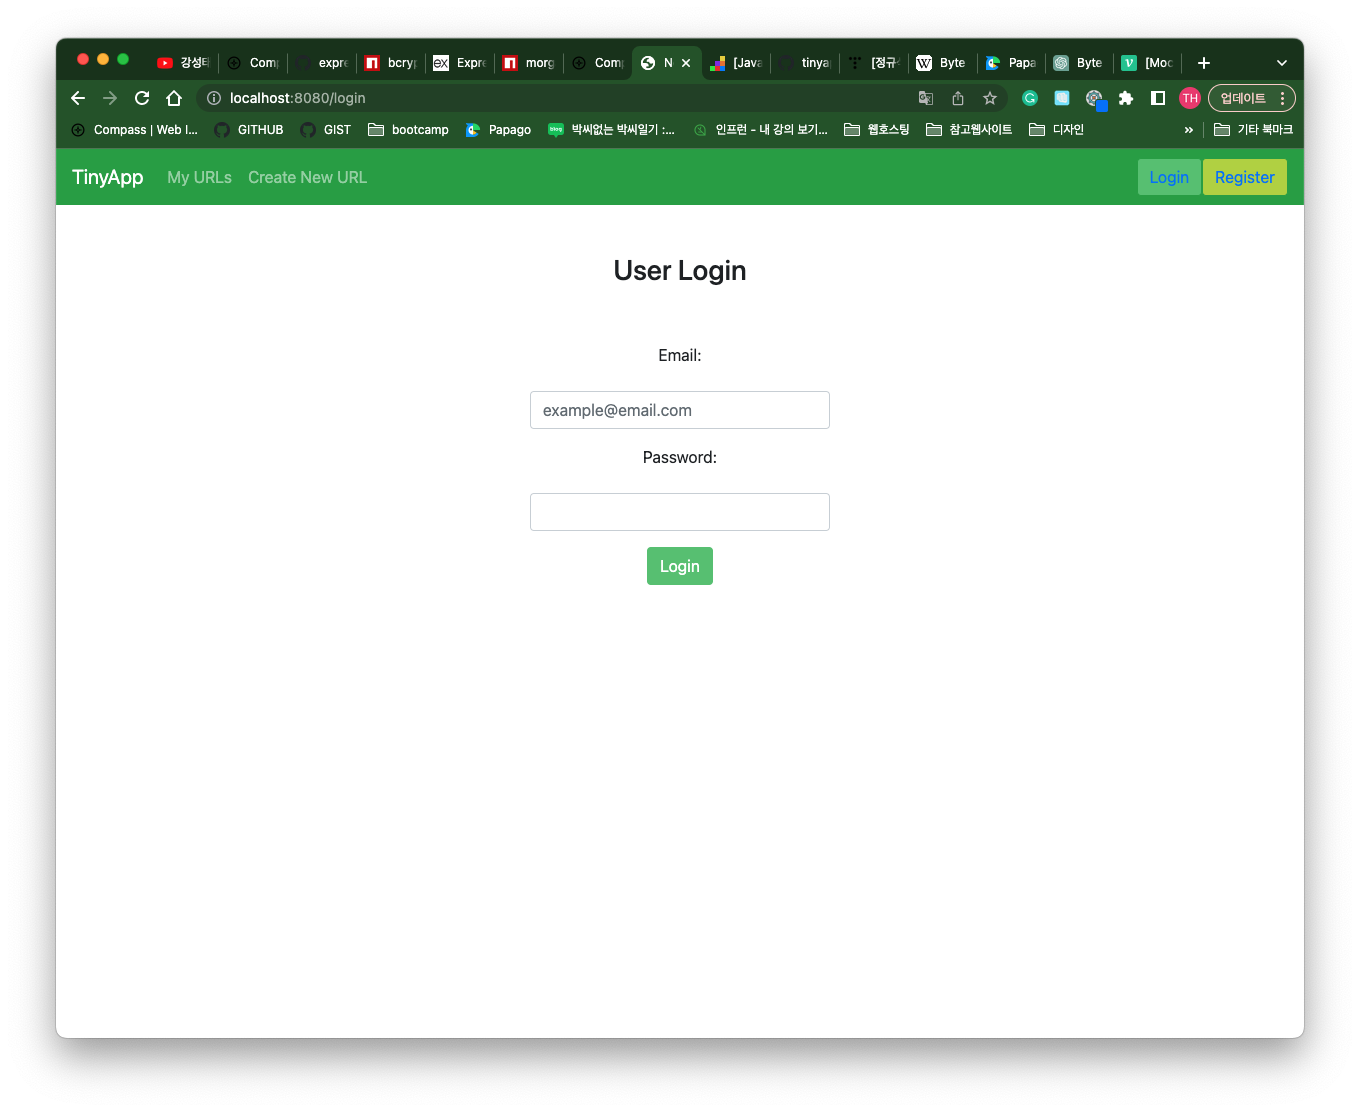 강성태 Comp expre bcryp Expre morg Comp N [Java tinya [정규 Byte Papa Byte [Moc
localhost:8080/login TH 업데이트
Compass | Web l... GITHUB GIST bootcamp Papago 박씨없는 박씨일기 :... 인프런 - 내 강의 보기... 웹호스팅 참고웹사이트 디자인 » 기타 북마크
TinyApp My URLs Create New URL Login Register
User Login
Email:
example@email.com
Password:
Login